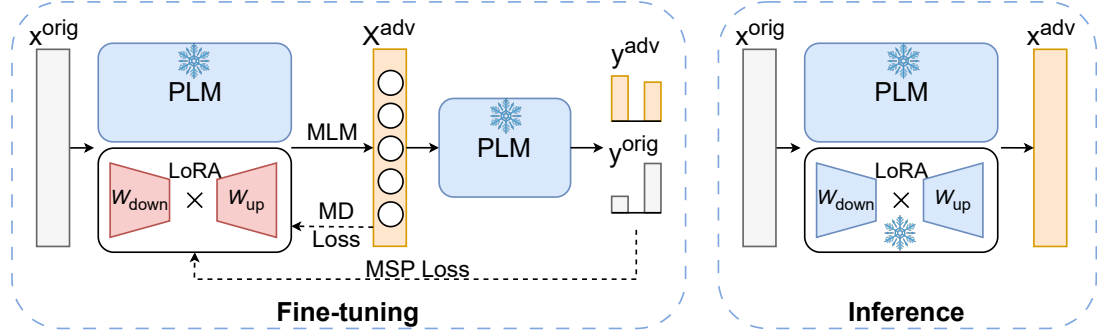 x^orig
PLM
LoRA
W_down
×
W_up
MLM
X^adv
MD
Loss
MSP Loss
PLM
y^adv
y^orig
Fine-tuning
x^orig
PLM
LoRA
W_down
×
W_up
x^adv
Inference